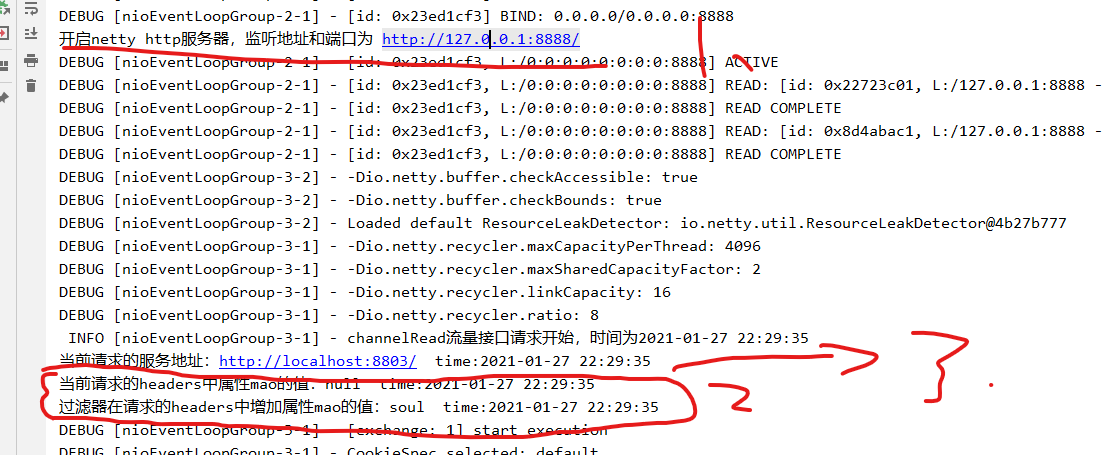 DEBUG [nioEventLoopGroup-2-1] - [id: 0x23ed1cf3] BIND: 0.0.0.0/0.0.0.0:8888
开启netty http服务器，监听地址和端口为 http://127.0.0.1:8888/
1
DEBUG [nioEventLoopGroup-2-1] - [id: 0x23ed1cf3, L:/0:0:0:0:0:0:0:0:8888] ACTIVE
DEBUG [nioEventLoopGroup-2-1] - [id: 0x23ed1cf3, L:/0:0:0:0:0:0:0:0:8888] READ: [id: 0x22723c01, L:/127.0.0.1:8888 -
DEBUG [nioEventLoopGroup-2-1] - [id: 0x23ed1cf3, L:/0:0:0:0:0:0:0:0:8888] READ COMPLETE
DEBUG [nioEventLoopGroup-2-1] - [id: 0x23ed1cf3, L:/0:0:0:0:0:0:0:0:8888] READ: [id: 0x8d4abac1, L:/127.0.0.1:8888 -
DEBUG [nioEventLoopGroup-2-1] - [id: 0x23ed1cf3, L:/0:0:0:0:0:0:0:0:8888] READ COMPLETE
DEBUG [nioEventLoopGroup-3-2] - -Dio.netty.buffer.checkAccessible: true
DEBUG [nioEventLoopGroup-3-2] - -Dio.netty.buffer.checkBounds: true
DEBUG [nioEventLoopGroup-3-2] - Loaded default ResourceLeakDetector: io.netty.util.ResourceLeakDetector@4b27b777
DEBUG [nioEventLoopGroup-3-1] - -Dio.netty.recycler.maxCapacityPerThread: 4096
DEBUG [nioEventLoopGroup-3-1] - -Dio.netty.recycler.maxSharedCapacityFactor: 2
DEBUG [nioEventLoopGroup-3-1] - -Dio.netty.recycler.linkCapacity: 16
DEBUG [nioEventLoopGroup-3-1] - -Dio.netty.recycler.ratio: 8
INFO [nioEventLoopGroup-3-1] - channelRead流量接口请求开始，时间为2021-01-27 22:29:35
当前请求的服务地址：http://localhost:8803/ time:2021-01-27 22:29:35
3
当前请求的headers中属性mao的值：null time:2021-01-27 22:29:35
过滤器在请求的headers中增加属性mao的值：soul time:2021-01-27 22:29:35
2
DEBUG [nioEventLoopGroup-3-1] - [exchange: 1] start execution
DEBUG [nioEventLoopGroup-3-1] - CookieSpec selected: default